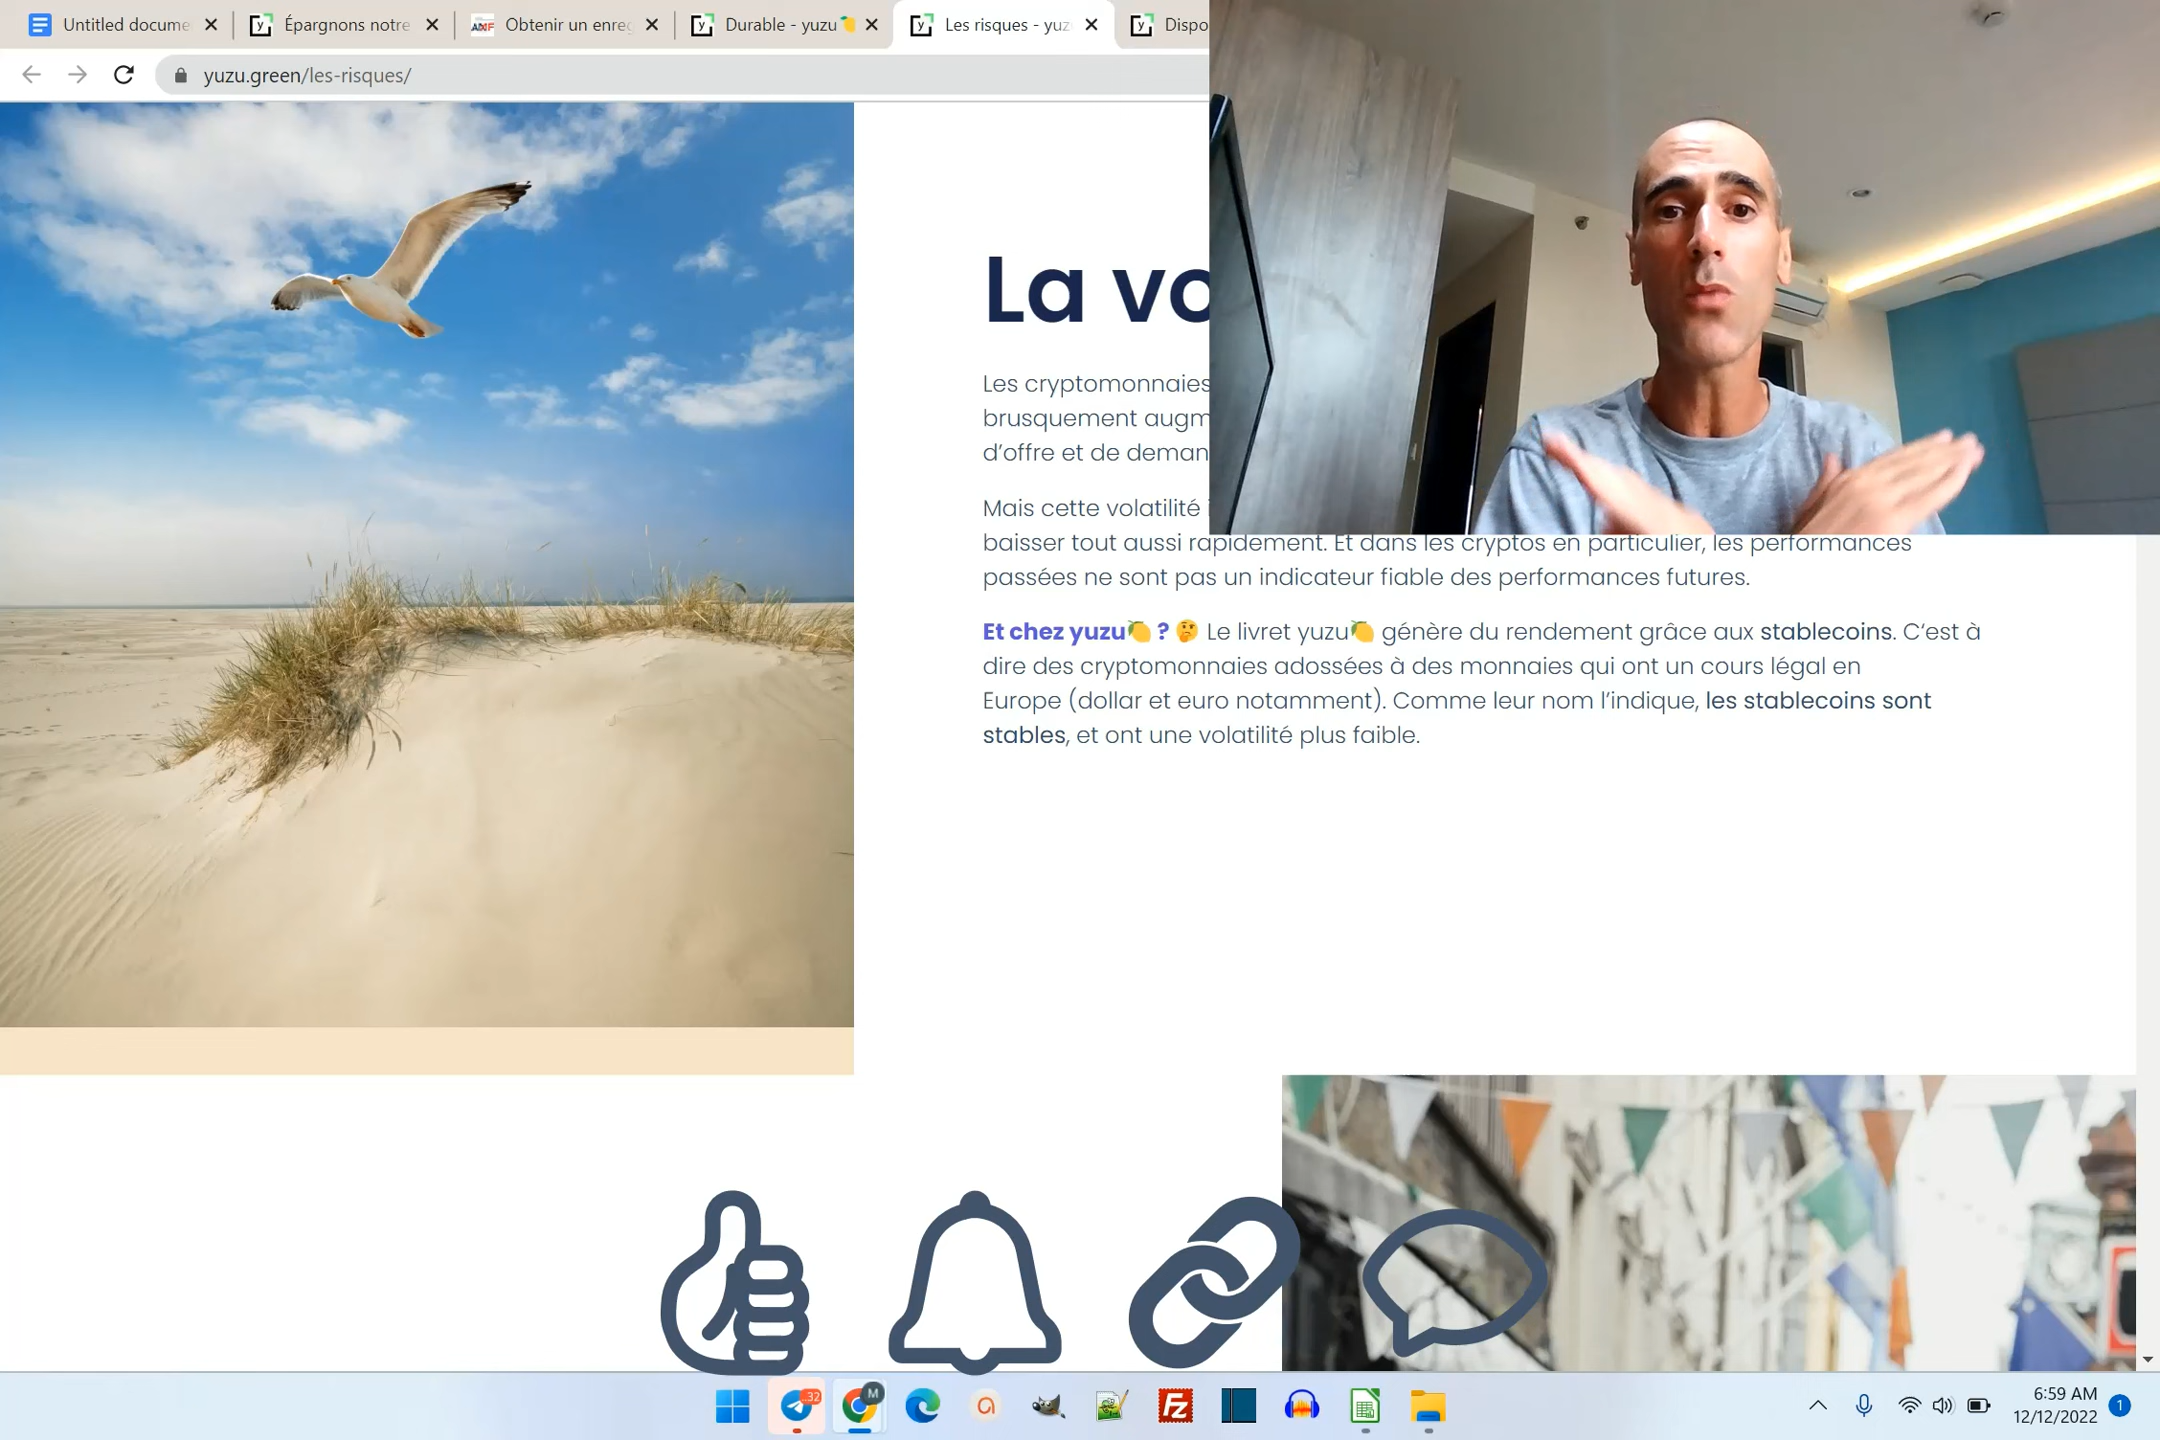 Untitled docume
Épargnons notre
AMF
Obtenir un enreg
Durable - yuzu
Les risques - yuz
Dispo
yuzu.green/les-risques/
La vo
Les cryptomonnaies
brusquement augm
d’offre et de deman
Mais cette volatilité
baisser tout aussi rapidement. Et dans les cryptos en particulier, les performances
passées ne sont pas un indicateur fiable des performances futures.
Et chez yuzu🍋 ? 🤔 Le livret yuzu🍋 génère du rendement grâce aux stablecoins. C’est à
dire des cryptomonnaies adossées à des monnaies qui ont un cours légal en
Europe (dollar et euro notamment). Comme leur nom l’indique, les stablecoins sont
stables, et ont une volatilité plus faible.
32
M
Fz
6:59 AM
12/12/2022
1